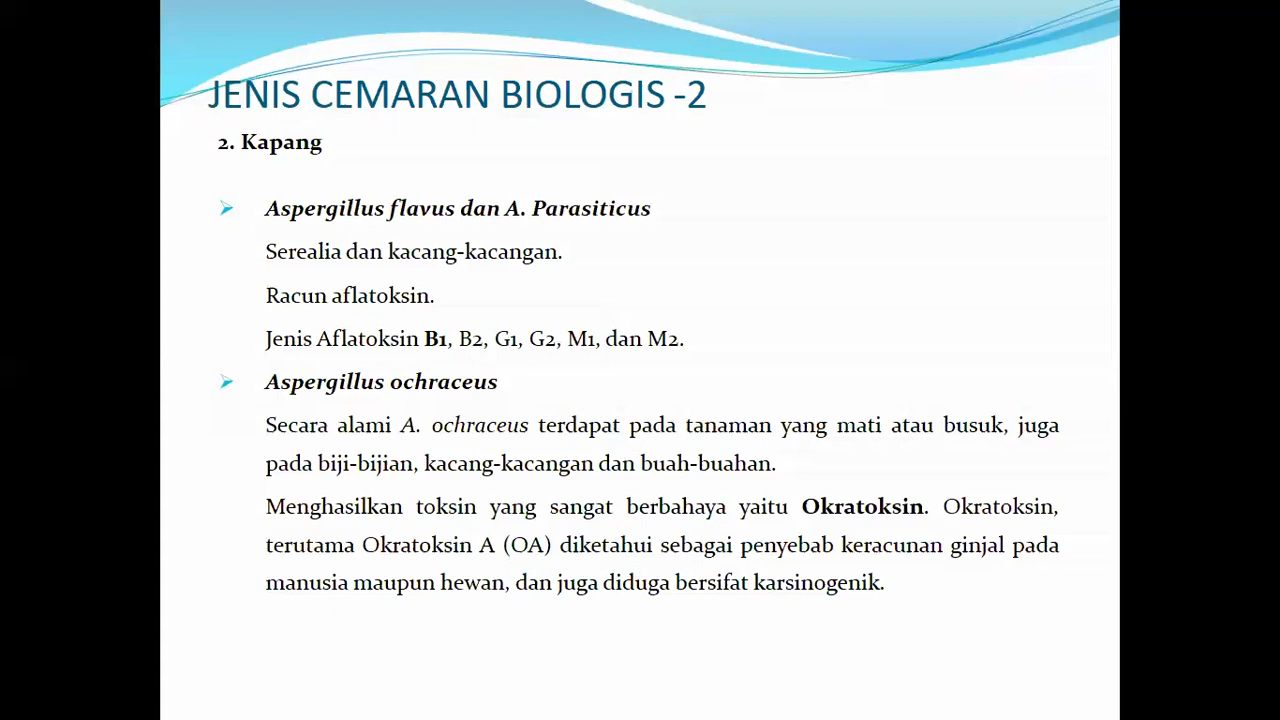 JENIS CEMARAN BIOLOGIS -2
2. Kapang
Aspergillus flavus dan A. Parasiticus
Serealia dan kacang-kacangan.
Racun aflatoksin.
Jenis Aflatoksin B1, B2, G1, G2, M1, dan M2.
Aspergillus ochraceus
Secara alami A. ochraceus terdapat pada tanaman yang mati atau busuk, juga
pada biji-bijian, kacang-kacangan dan buah-buahan.
Menghasilkan toksin yang sangat berbahaya yaitu Okratoksin. Okratoksin,
terutama Okratoksin A (OA) diketahui sebagai penyebab keracunan ginjal pada
manusia maupun hewan, dan juga diduga bersifat karsinogenik.